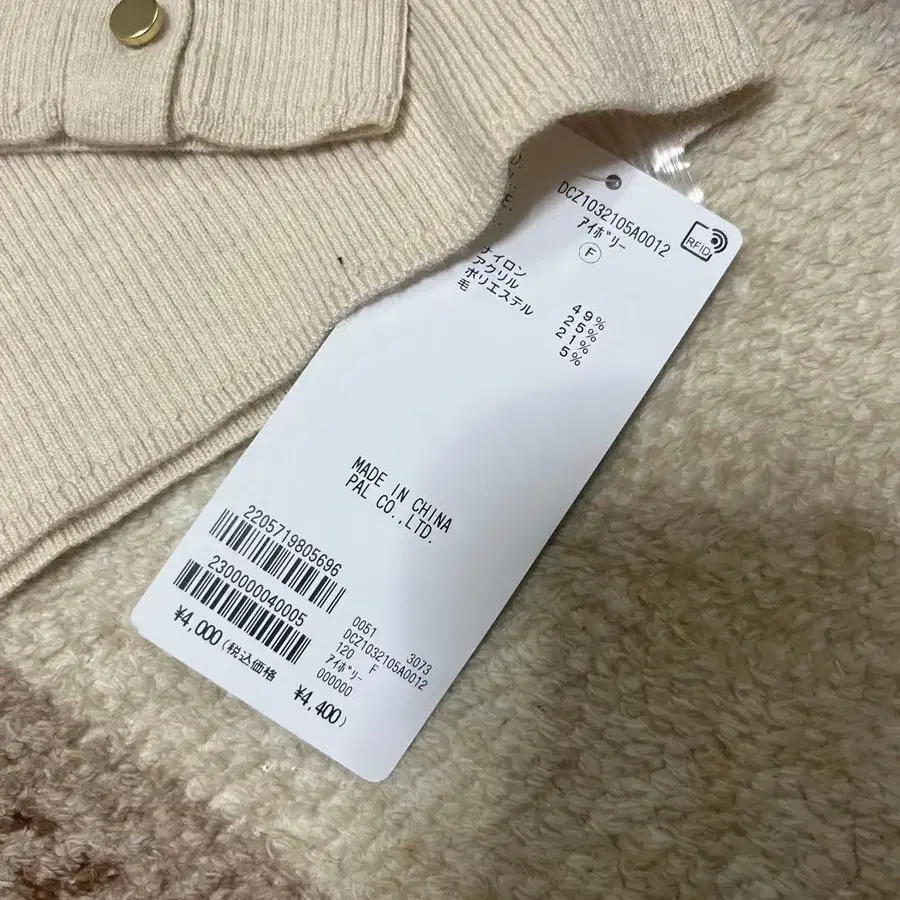 DCZ1032105A0012
アイボリー
F
RFID
ナイロン 49%
アクリル 25%
ポリエステル 21%
毛 5%
MADE IN CHINA
PAL CO.,LTD.
2205719805696
2300000040005
¥4,000(税込価格 ¥4,400)
0051 3073
DCZ1032105A0012
120 F
アイボリー
000000